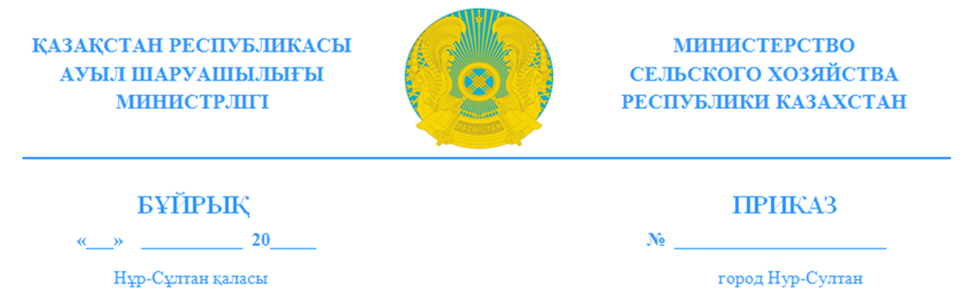 ҚАЗАҚСТАН РЕСПУБЛИКАСЫ
АУЫЛ ШАРУАШЫЛЫҒЫ
МИНИСТРЛІГІ
МИНИСТЕРСТВО
СЕЛЬСКОГО ХОЗЯЙСТВА
РЕСПУБЛИКИ КАЗАХСТАН
БҰЙРЫҚ
ПРИКАЗ
«___» ___________ 20_____
№ _______________________
Нұр-Сұлтан қаласы
город Нур-Султан